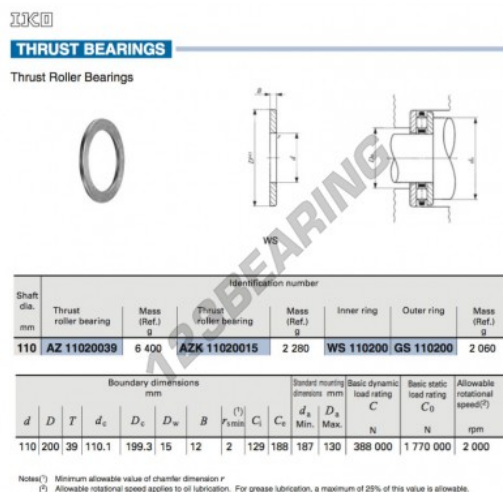 IKO
THRUST BEARINGS
Thrust Roller Bearings
B
r
D
d
Da
da
WS
123BEARING
Identification number
Shaft dia. mm | Thrust roller bearing | Mass (Ref.) g | Thrust roller bearing | Mass (Ref.) g | Inner ring | Outer ring | Mass (Ref.) g
110 | AZ 11020039 | 6 400 | AZK 11020015 | 2 280 | WS 110200 | GS 110200 | 2 060
Boundary dimensions mm | Standard mounting dimensions mm | Basic dynamic load rating C N | Basic static load rating C0 N | Allowable rotational speed(2) rpm
d | D | T | dc | Dc | Dw | B | rs min(1) | Ci | Ce | da Min. | Da Max.
110 | 200 | 39 | 110.1 | 199.3 | 15 | 12 | 2 | 129 | 188 | 187 | 130 | 388 000 | 1 770 000 | 2 000
Notes(1) Minimum allowable value of chamfer dimension r
(2) Allowable rotational speed applies to oil lubrication. For grease lubrication, a maximum of 25% of this value is allowable.